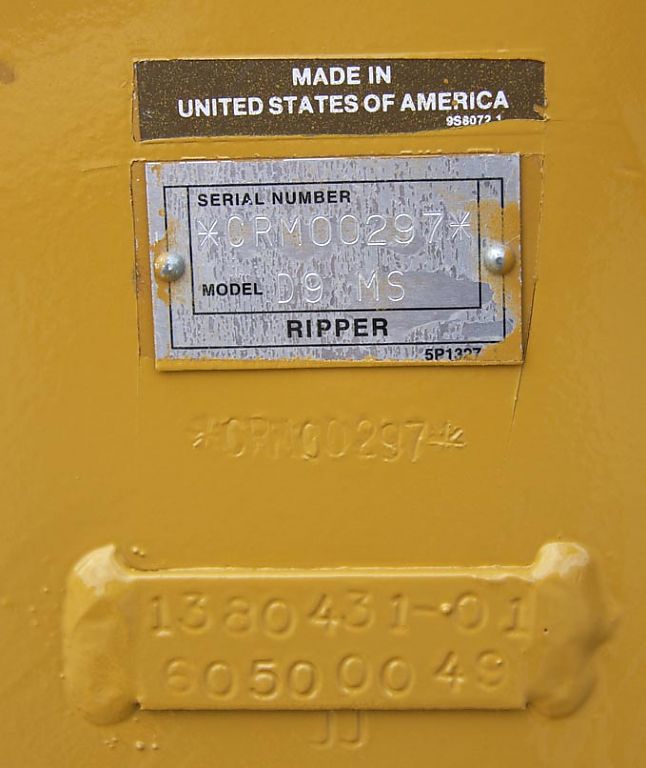 MADE IN
UNITED STATES OF AMERICA
9S8072 1
SERIAL NUMBER
*CRM00297*
MODEL D9 MS
RIPPER
5P1327
*CRM00297*
1380431-01
60500049
JJ